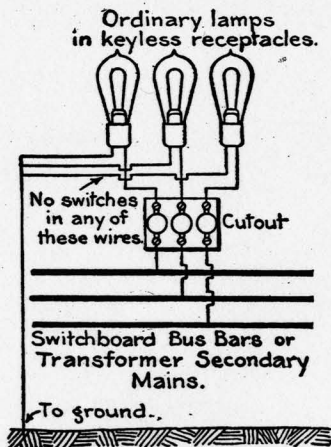 Ordinary lamps
in keyless receptacles.
No switches
in any of
these wires.
Cutout
Switchboard Bus Bars or
Transformer Secondary
Mains.
To ground.